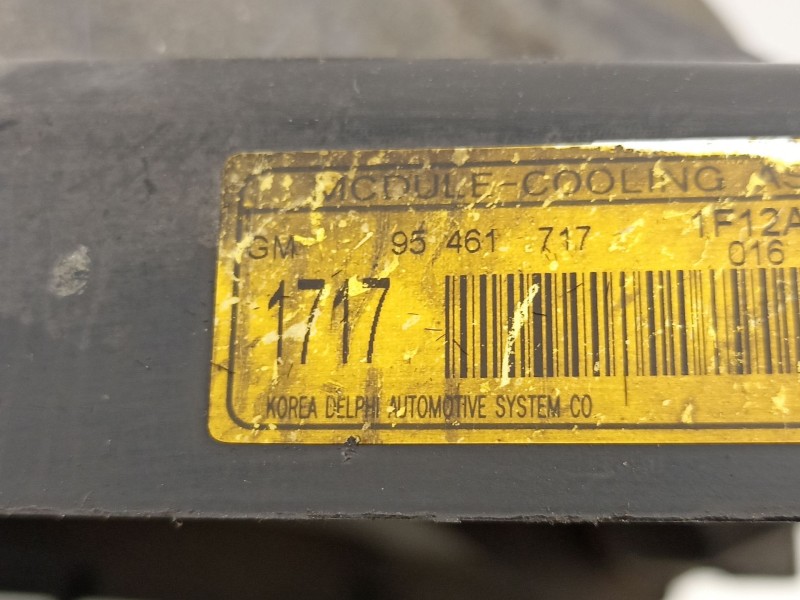 MODULE-COOLING AS
GM 95 461 717 1F12A
1717 016
KOREA DELPHI AUTOMOTIVE SYSTEM CO